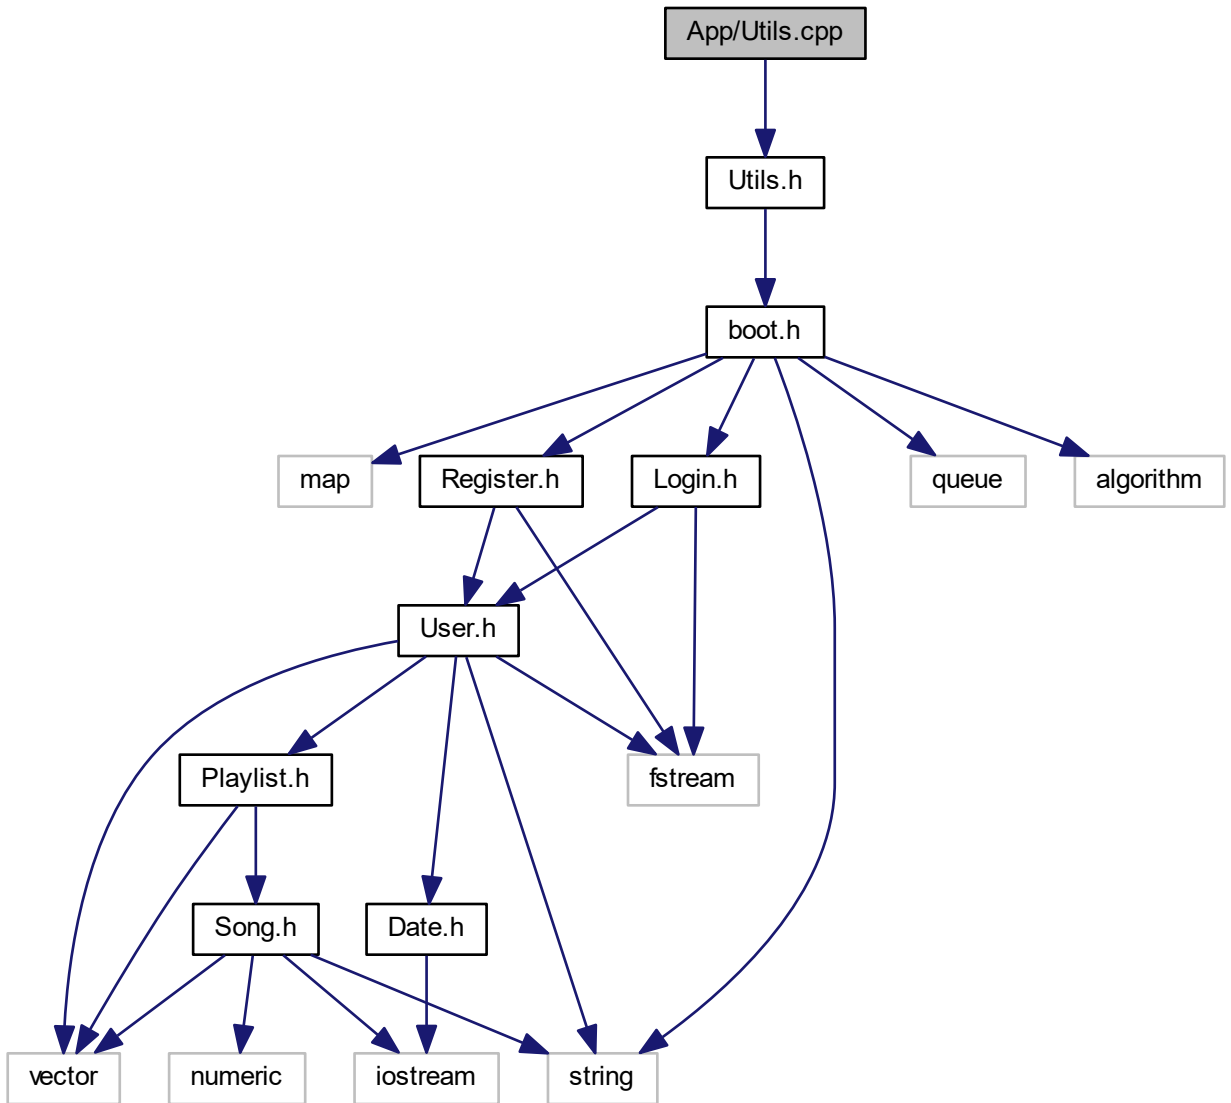 App/Utils.cpp
Utils.h
boot.h
map
Register.h
Login.h
queue
algorithm
User.h
Playlist.h
fstream
Song.h
Date.h
vector
numeric
iostream
string